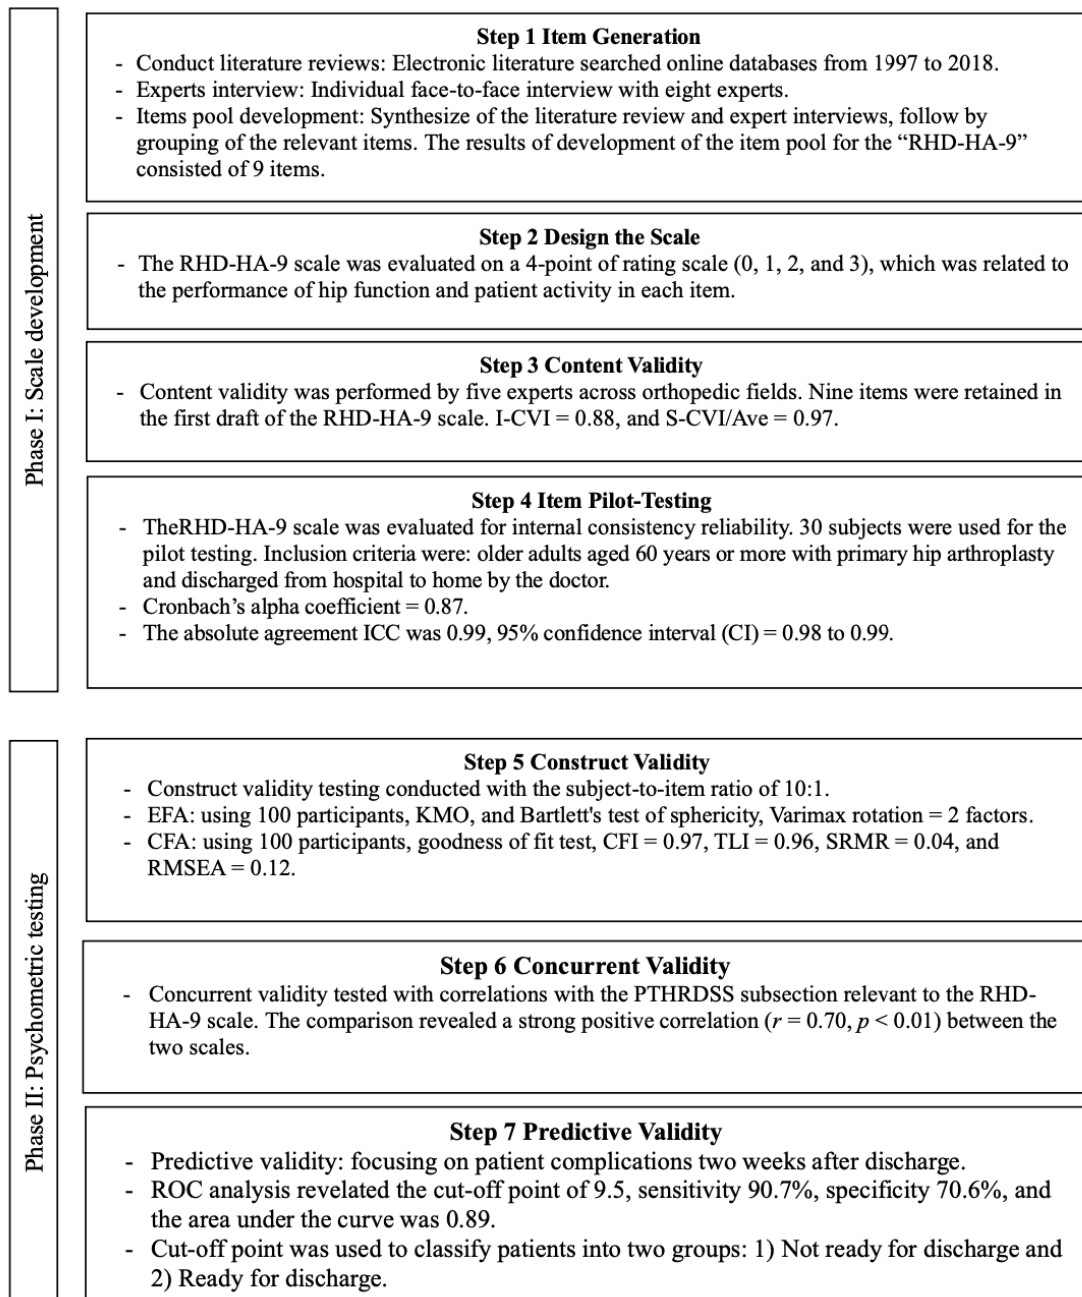 Phase I: Scale development
Step 1 Item Generation
- Conduct literature reviews: Electronic literature searched online databases from 1997 to 2018.
- Experts interview: Individual face-to-face interview with eight experts.
- Items pool development: Synthesize of the literature review and expert interviews, follow by
grouping of the relevant items. The results of development of the item pool for the “RHD-HA-9”
consisted of 9 items.
Step 2 Design the Scale
- The RHD-HA-9 scale was evaluated on a 4-point of rating scale (0, 1, 2, and 3), which was related to
the performance of hip function and patient activity in each item.
Step 3 Content Validity
- Content validity was performed by five experts across orthopedic fields. Nine items were retained in
the first draft of the RHD-HA-9 scale. I-CVI = 0.88, and S-CVI/Ave = 0.97.
Step 4 Item Pilot-Testing
- TheRHD-HA-9 scale was evaluated for internal consistency reliability. 30 subjects were used for the
pilot testing. Inclusion criteria were: older adults aged 60 years or more with primary hip arthroplasty
and discharged from hospital to home by the doctor.
- Cronbach’s alpha coefficient = 0.87.
- The absolute agreement ICC was 0.99, 95% confidence interval (CI) = 0.98 to 0.99.
Phase II: Psychometric testing
Step 5 Construct Validity
- Construct validity testing conducted with the subject-to-item ratio of 10:1.
- EFA: using 100 participants, KMO, and Bartlett's test of sphericity, Varimax rotation = 2 factors.
- CFA: using 100 participants, goodness of fit test, CFI = 0.97, TLI = 0.96, SRMR = 0.04, and
RMSEA = 0.12.
Step 6 Concurrent Validity
- Concurrent validity tested with correlations with the PTHRDSS subsection relevant to the RHD-
HA-9 scale. The comparison revealed a strong positive correlation (r = 0.70, p < 0.01) between the
two scales.
Step 7 Predictive Validity
- Predictive validity: focusing on patient complications two weeks after discharge.
- ROC analysis revelated the cut-off point of 9.5, sensitivity 90.7%, specificity 70.6%, and
the area under the curve was 0.89.
- Cut-off point was used to classify patients into two groups: 1) Not ready for discharge and
2) Ready for discharge.